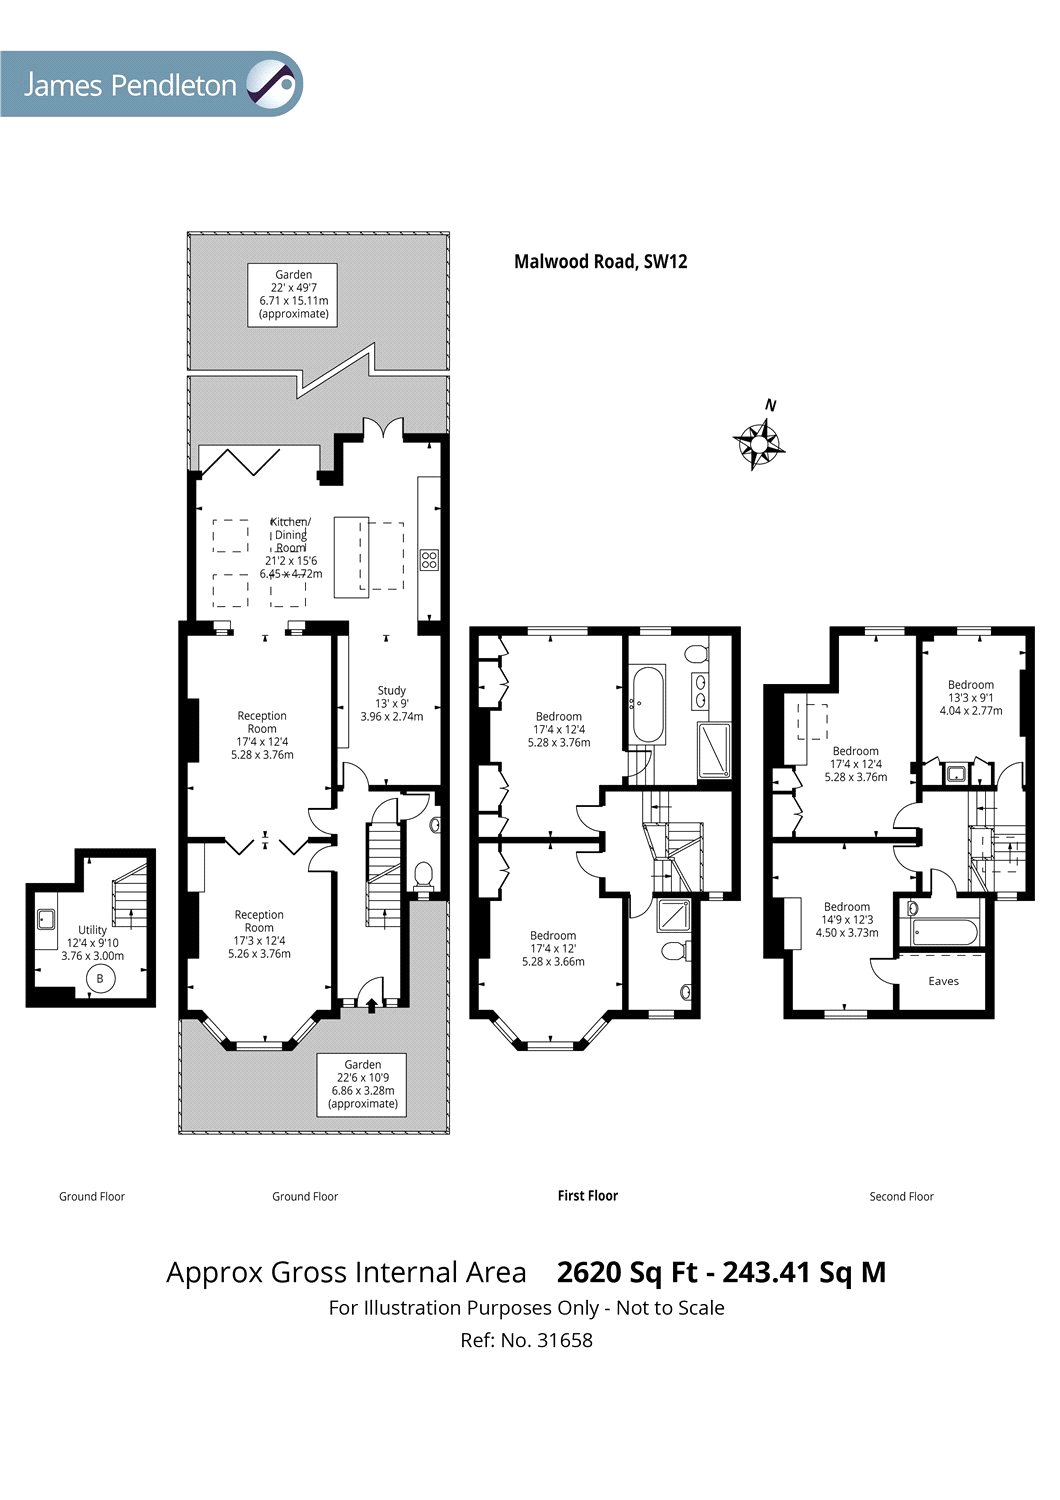 James Pendleton
Malwood Road, SW12
Garden
22' x 49'7
6.71 x 15.11m
(approximate)
N
Kitchen/
Dining
Room
21'2 x 15'6
6.45 x 4.72m
Study
13' x 9'
3.96 x 2.74m
Reception
Room
17'4 x 12'4
5.28 x 3.76m
Reception
Room
17'3 x 12'4
5.26 x 3.76m
Utility
12'4 x 9'10
3.76 x 3.00m
B
Garden
22'6 x 10'9
6.86 x 3.28m
(approximate)
Bedroom
17'4 x 12'4
5.28 x 3.76m
Bedroom
17'4 x 12'
5.28 x 3.66m
Bedroom
13'3 x 9'1
4.04 x 2.77m
Bedroom
17'4 x 12'4
5.28 x 3.76m
Bedroom
14'9 x 12'3
4.50 x 3.73m
Eaves
Ground Floor
Ground Floor
First Floor
Second Floor
Approx Gross Internal Area 2620 Sq Ft - 243.41 Sq M
For Illustration Purposes Only - Not to Scale
Ref: No. 31658